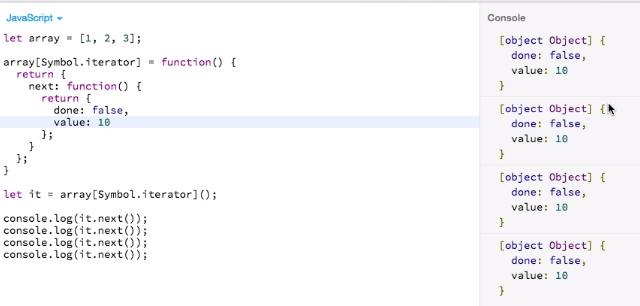 JavaScript
let array = [1, 2, 3];
array[Symbol.iterator] = function() {
  return {
    next: function() {
      return {
        done: false,
        value: 10
      };
    }
  };
}
let it = array[Symbol.iterator]();
console.log(it.next());
console.log(it.next());
console.log(it.next());
console.log(it.next());
Console
[object Object] {
  done: false,
  value: 10
}
[object Object] {
  done: false,
  value: 10
}
[object Object] {
  done: false,
  value: 10
}
[object Object] {
  done: false,
  value: 10
}